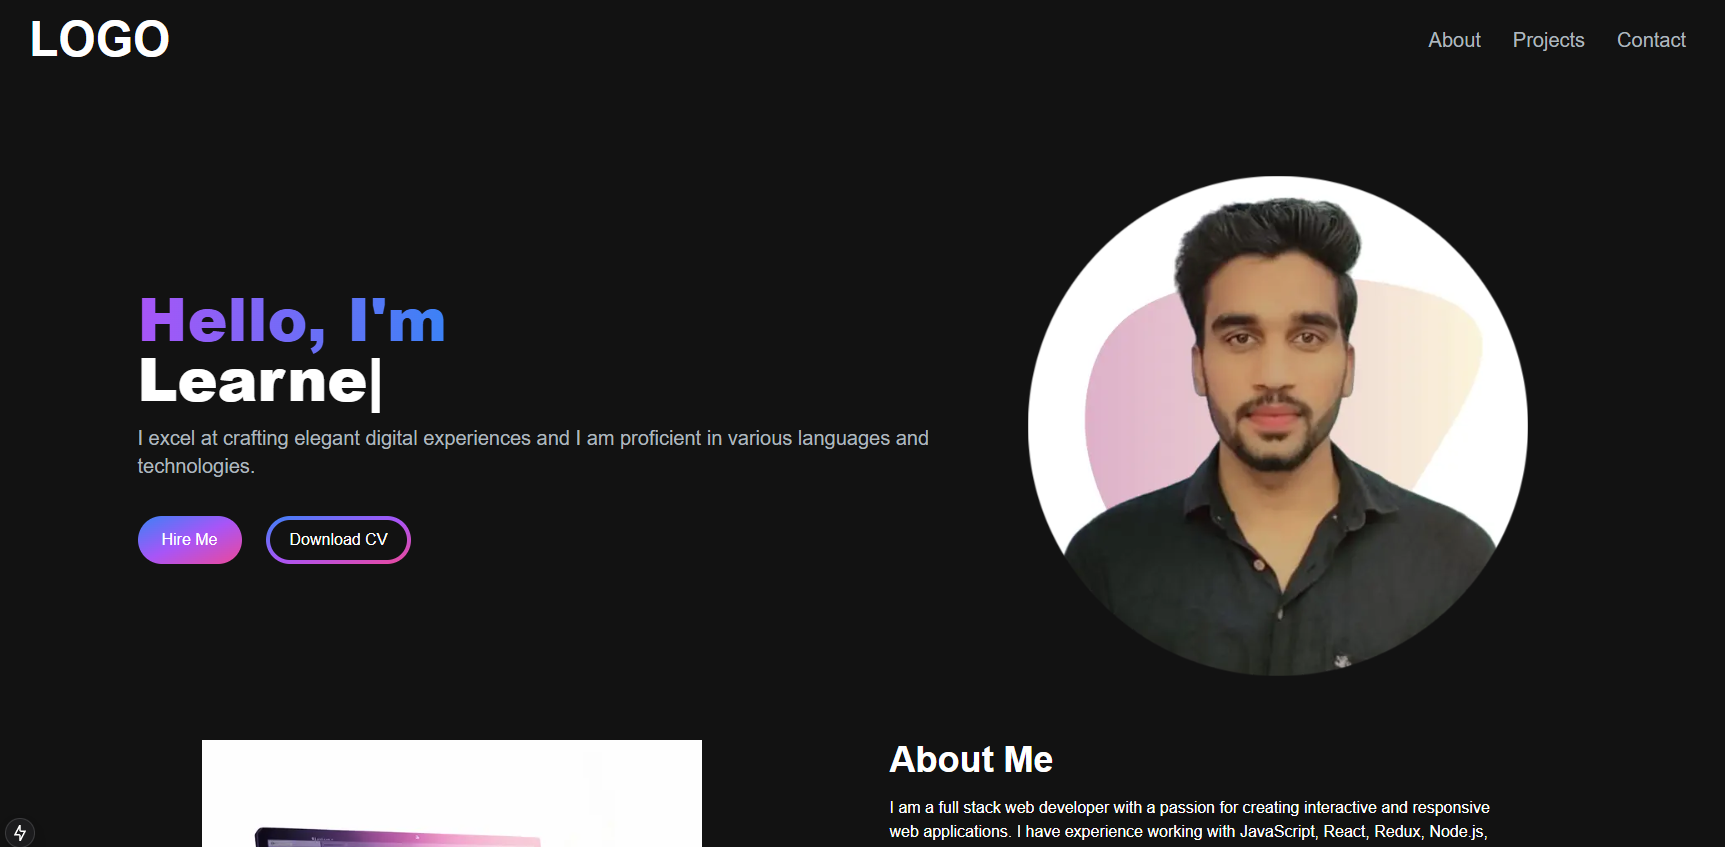 LOGO
About
Projects
Contact
Hello, I'm
Learne|
I excel at crafting elegant digital experiences and I am proficient in various languages and
technologies.
Hire Me
Download CV
About Me
I am a full stack web developer with a passion for creating interactive and responsive
web applications. I have experience working with JavaScript, React, Redux, Node.js,